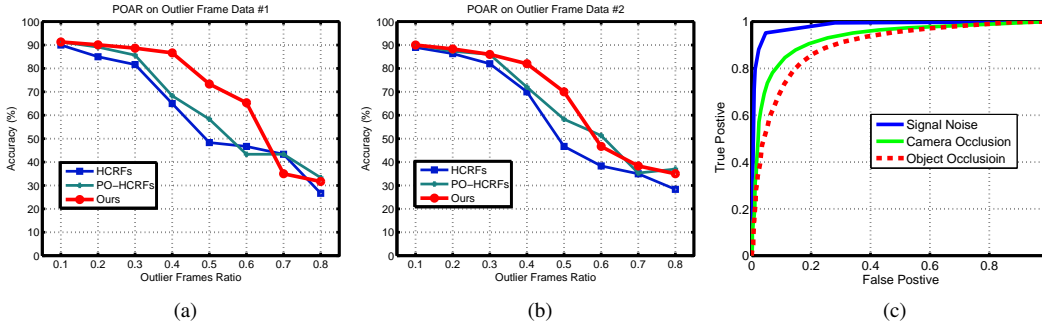 POAR on Outlier Frame Data #1
100
90
80
70
60
50
40
30
20
10
0
Accuracy (%)
HCRFs
PO-HCRFs
Ours
0.1 0.2 0.3 0.4 0.5 0.6 0.7 0.8
Outlier Frames Ratio
(a)
POAR on Outlier Frame Data #2
100
90
80
70
60
50
40
30
20
10
0
Accuracy (%)
HCRFs
PO-HCRFs
Ours
0.1 0.2 0.3 0.4 0.5 0.6 0.7 0.8
Outlier Frames Ratio
(b)
1
0.8
0.6
0.4
0.2
0
True Postive
Signal Noise
Camera Occlusion
Object Occlusioin
0 0.2 0.4 0.6 0.8
False Postive
(c)